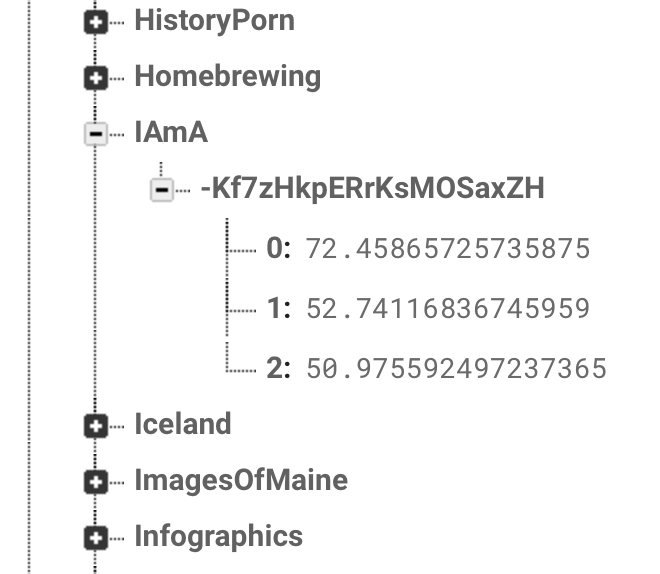 HistoryPorn
Homebrewing
IAmA
-Kf7zHkpERrKsMOSaxZH
0: 72.45865725735875
1: 52.74116836745959
2: 50.975592497237365
Iceland
ImagesOfMaine
Infographics